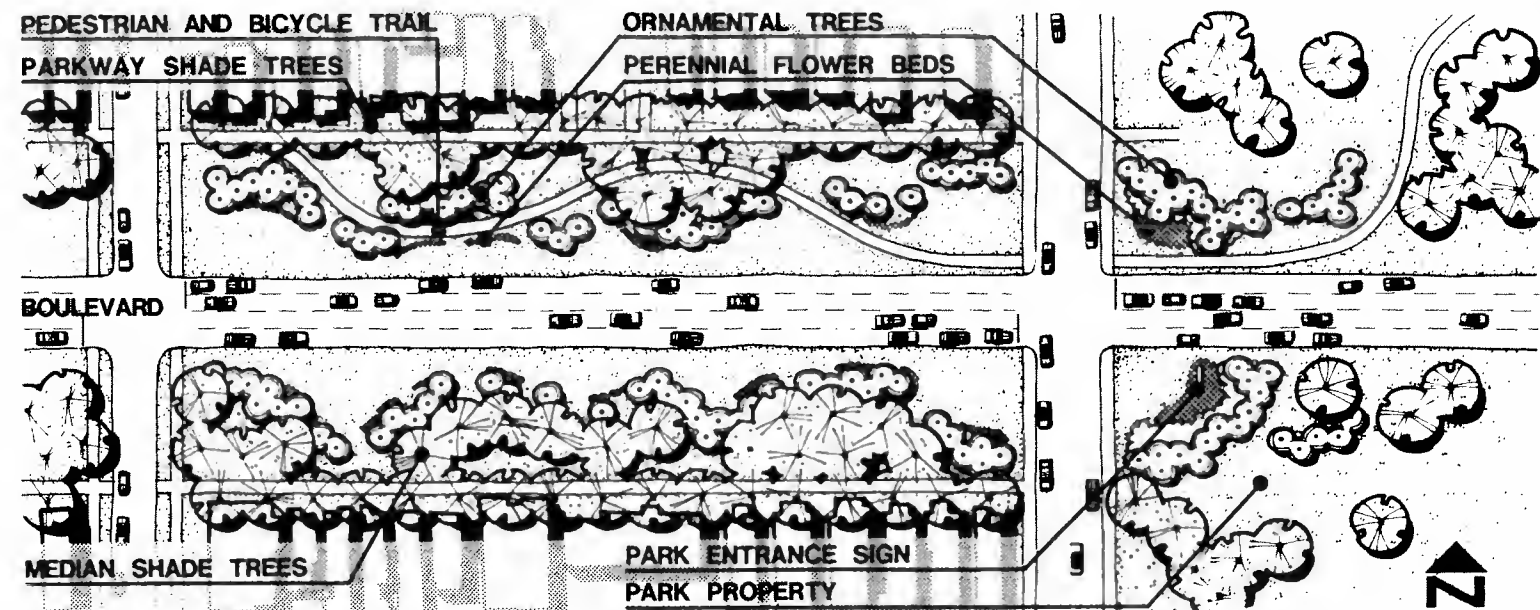 PEDESTRIAN AND BICYCLE TRAIL
ORNAMENTAL TREES
PARKWAY SHADE TREES
PERENNIAL FLOWER BEDS
BOULEVARD
MEDIAN SHADE TREES
PARK ENTRANCE SIGN
PARK PROPERTY
N